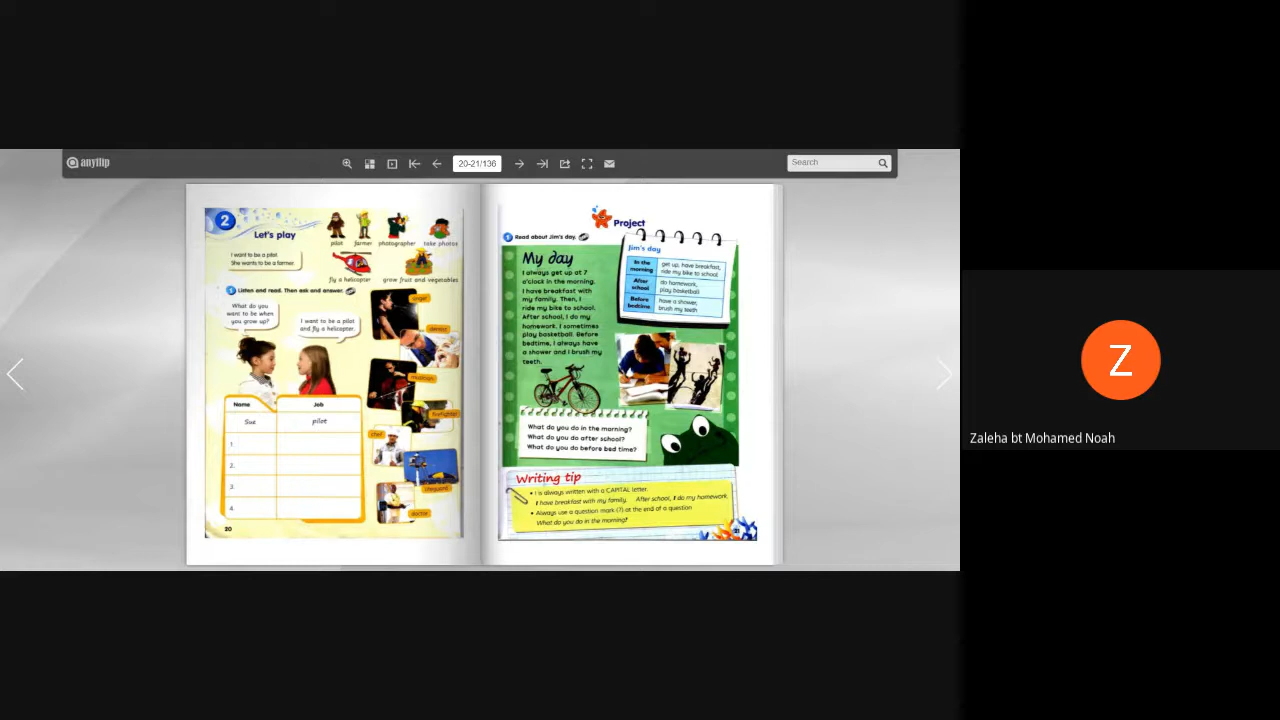 anyflip
20-21/136
Search
2
Let's play
pilot
farmer
photographer
take photos
I want to be a pilot
She wants to be a farmer.
fly a helicopter
grow fruit and vegetables
Listen and read. Then ask and answer.
What do you
want to be when
you grow up?
I want to be a pilot
and fly a helicopter.
singer
dentist
musician
firefighter
chef
lifeguard
doctor
Name
Job
Sue
pilot
1.
2.
3.
4.
20
Project
Read about Jim's day.
My day
I always get up at 7
o'clock in the morning.
I have breakfast with
my family. Then, I
ride my bike to school.
After school, I do my
homework. I sometimes
play basketball. Before
bedtime, I always have
a shower and I brush my
teeth.
Jim's day
In the
morning
get up, have breakfast,
ride my bike to school
After
school
do homework,
play basketball
Before
bedtime
have a shower,
brush my teeth
What do you do in the morning?
What do you do after school?
What do you do before bed time?
Writing tip
• I is always written with a CAPITAL letter.
I have breakfast with my family. After school, I do my homework.
• Always use a question mark (?) at the end of a question
What do you do in the morning?
21
Z
Zaleha bt Mohamed Noah